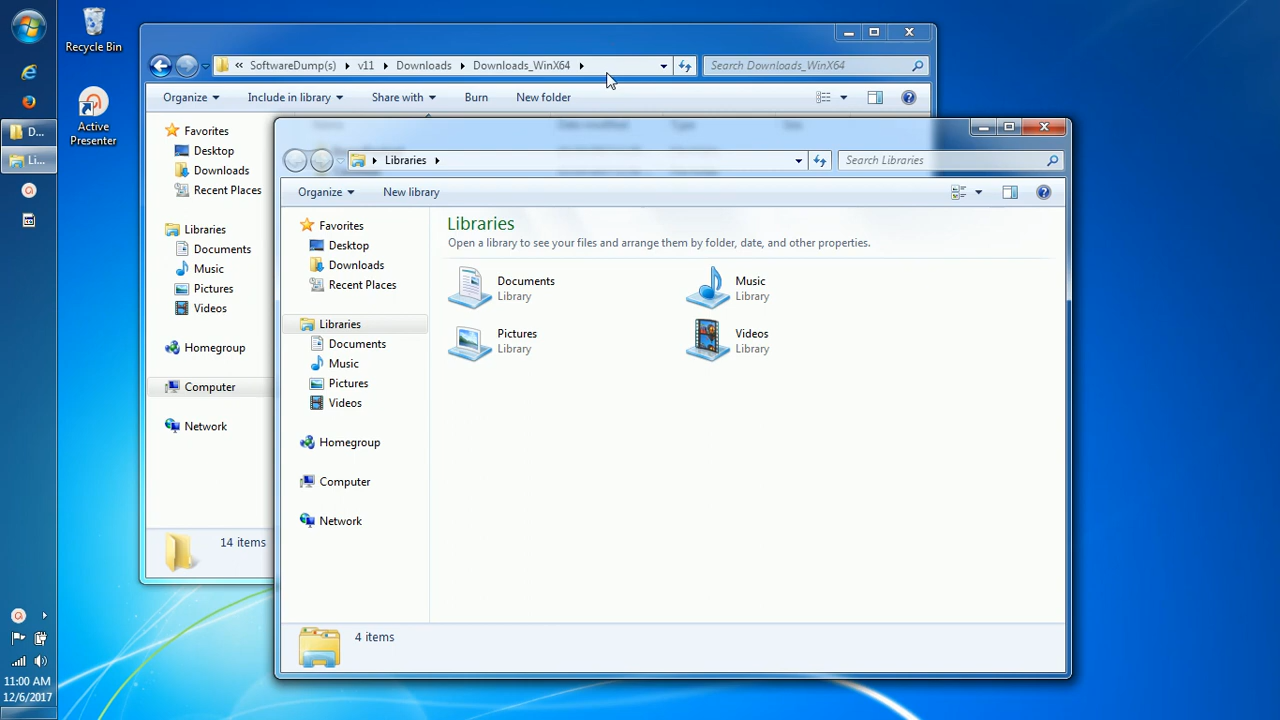 Recycle Bin
Active
Presenter
D...
Li...
11:00 AM
12/6/2017
« SoftwareDump(s) v11 Downloads Downloads_WinX64
Search Downloads_WinX64
Organize Include in library Share with Burn New folder
Favorites
Desktop
Downloads
Recent Places
Libraries
Documents
Music
Pictures
Videos
Homegroup
Computer
Network
14 items
Libraries
Search Libraries
Organize New library
Favorites
Desktop
Downloads
Recent Places
Libraries
Documents
Music
Pictures
Videos
Homegroup
Computer
Network
Libraries
Open a library to see your files and arrange them by folder, date, and other properties.
Documents
Library
Music
Library
Pictures
Library
Videos
Library
4 items